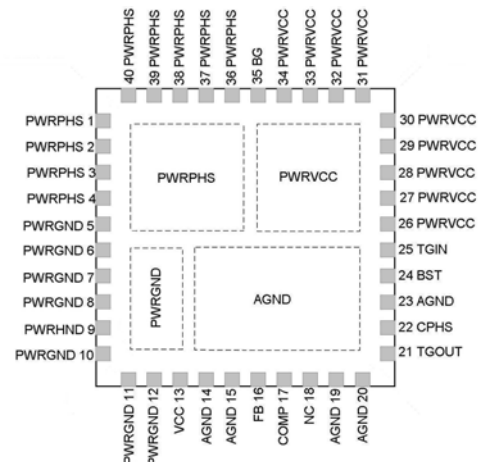 40 PWRPHS
39 PWRPHS
38 PWRPHS
37 PWRPHS
36 PWRPHS
35 BG
34 PWRVCC
33 PWRVCC
32 PWRVCC
31 PWRVCC
PWRPHS 1
PWRPHS 2
PWRPHS 3
PWRPHS 4
PWRGND 5
PWRGND 6
PWRGND 7
PWRGND 8
PWRHND 9
PWRGND 10
PWRPHS
PWRVCC
PWRGND
AGND
30 PWRVCC
29 PWRVCC
28 PWRVCC
27 PWRVCC
26 PWRVCC
25 TGIN
24 BST
23 AGND
22 CPHS
21 TGOUT
PWRGND 11
PWRGND 12
VCC 13
AGND 14
AGND 15
FB 16
COMP 17
NC 18
AGND 19
AGND 20